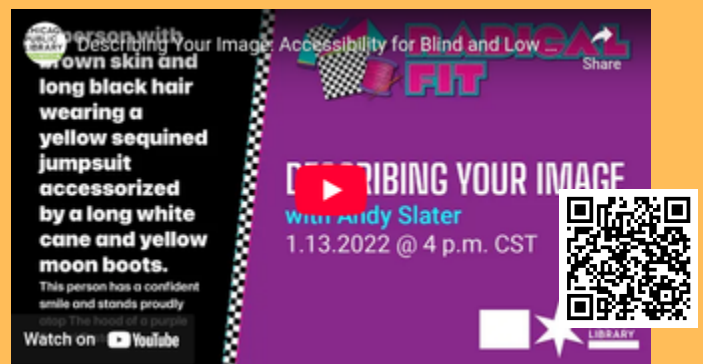 CHICAGO
PUBLIC
LIBRARY
Describing Your Image: Accessibility for Blind and Low ...
Share
person with
brown skin and
long black hair
wearing a
yellow sequined
jumpsuit
accessorized
by a long white
cane and yellow
moon boots.
This person has a confident
smile and stands proudly
atop The hood of a purple
Watch on YouTube
RADICAL
FIT
DESCRIBING YOUR IMAGE
with Andy Slater
1.13.2022 @ 4 p.m. CST
LIBRARY